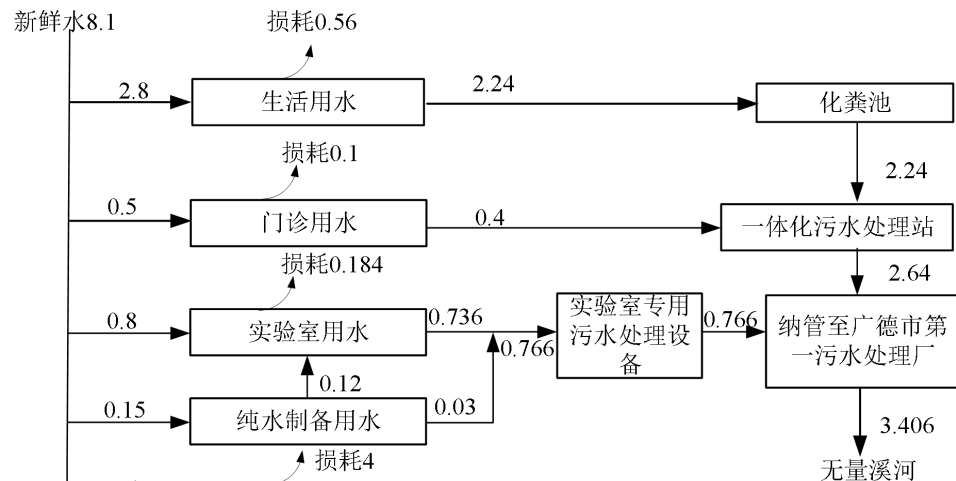 新鲜水8.1
损耗0.56
2.8
生活用水
2.24
化粪池
2.24
损耗0.1
0.5
门诊用水
0.4
一体化污水处理站
2.64
损耗0.184
0.8
实验室用水
0.736
0.766
实验室专用
污水处理设
备
0.766
纳管至广德市第
一污水处理厂
0.12
0.15
纯水制备用水
0.03
3.406
损耗4
无量溪河